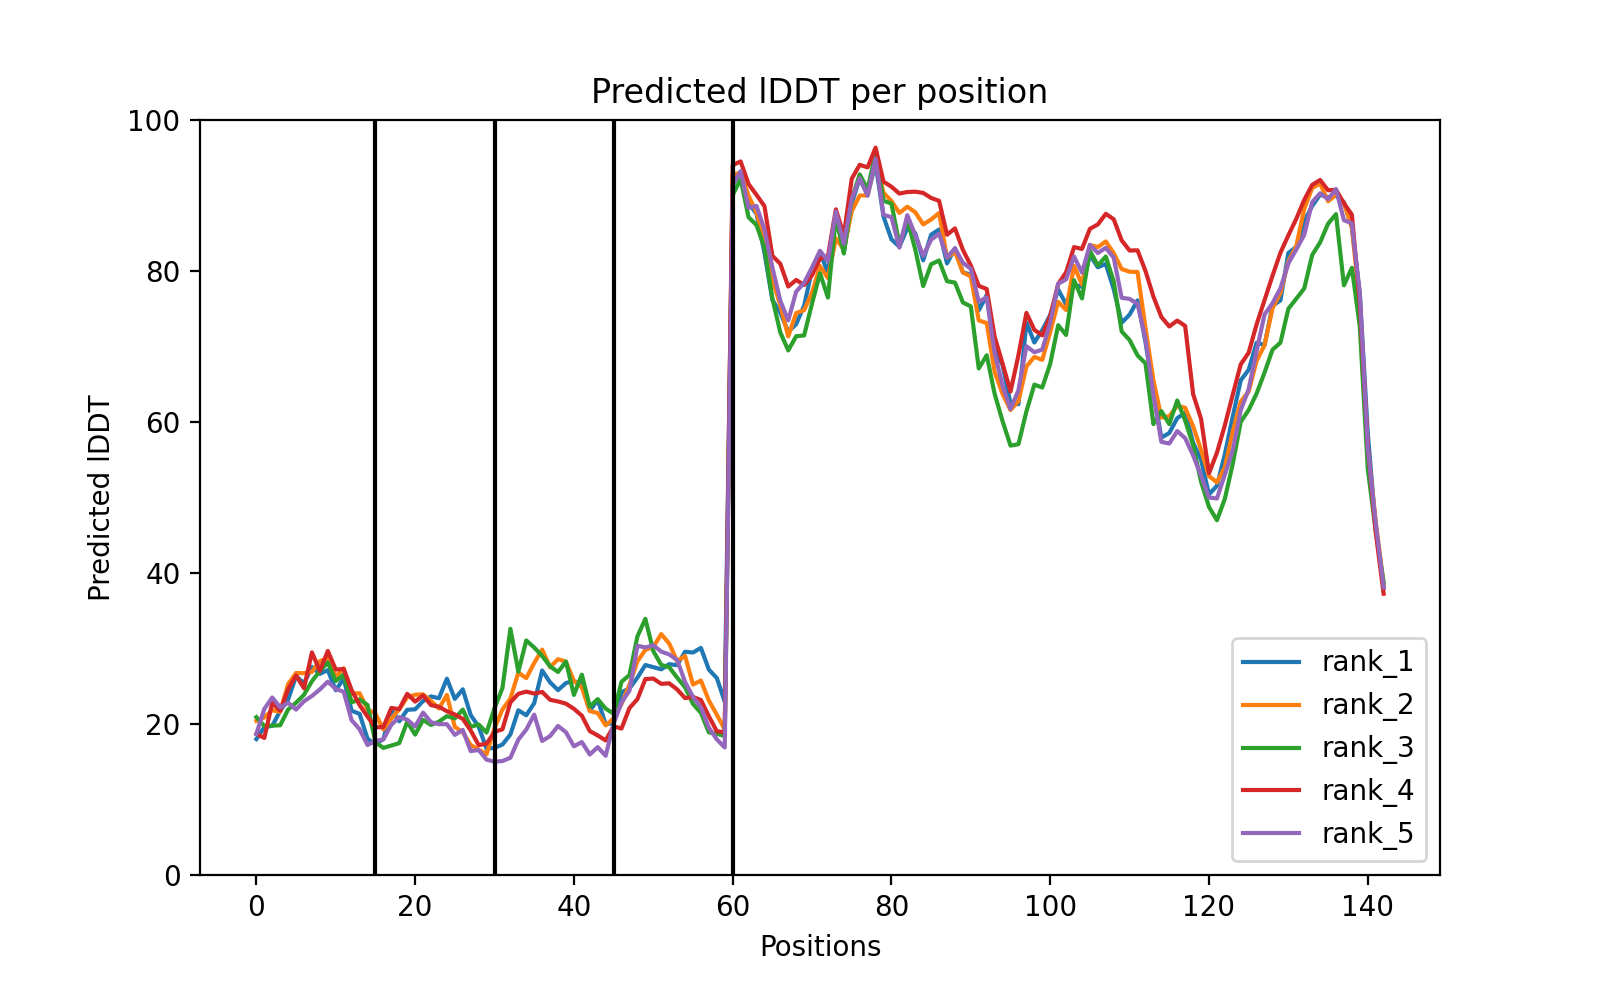 Predicted lDDT per position
Predicted lDDT
100
80
60
40
20
0
0 20 40 60 80 100 120 140
Positions
rank_1
rank_2
rank_3
rank_4
rank_5